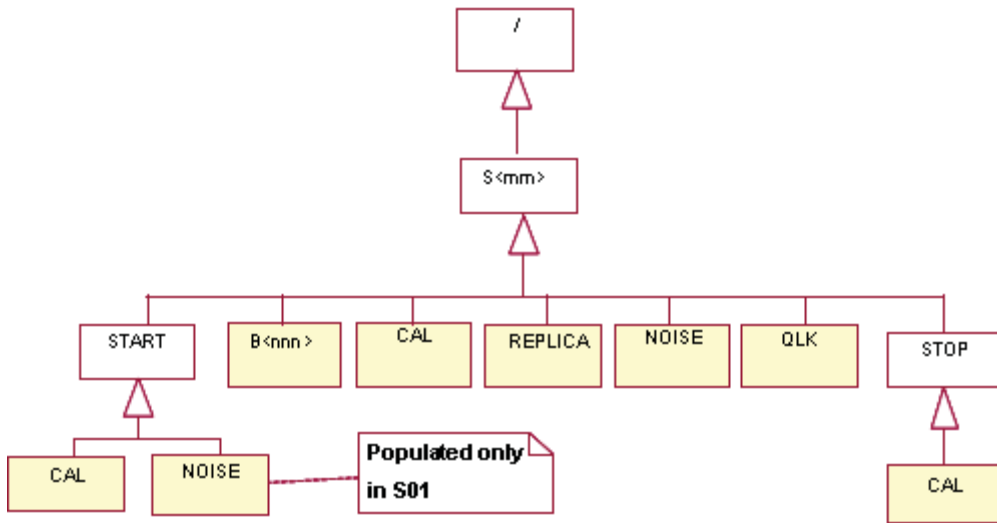 /
S<mm>
START
B<nnn>
CAL
REPLICA
NOISE
QLK
STOP
CAL
NOISE
Populated only
in S01
CAL